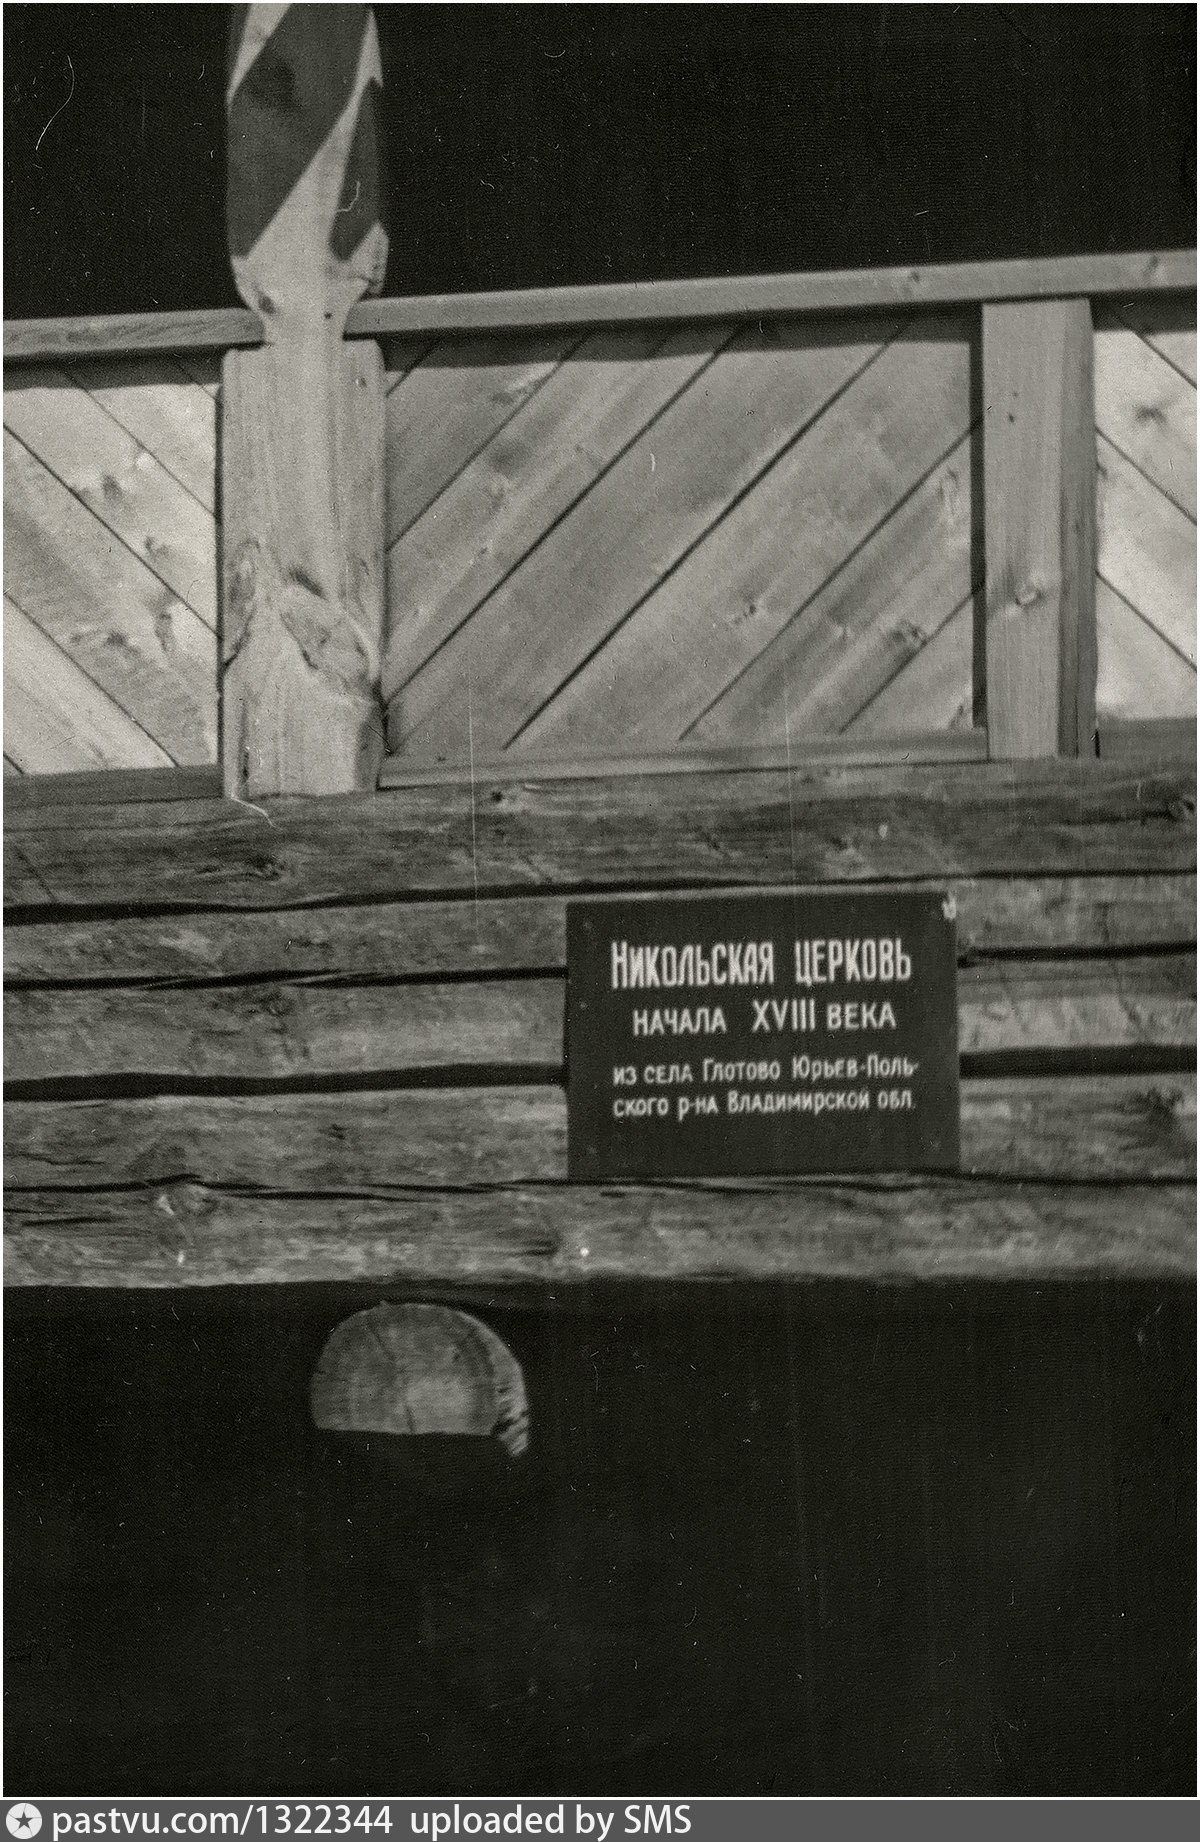 Никольская церковь
начала XVIII века
из села Глотово Юрьев-Поль-
ского р-на Владимирской обл.
pastvu.com/1322344 uploaded by SMS